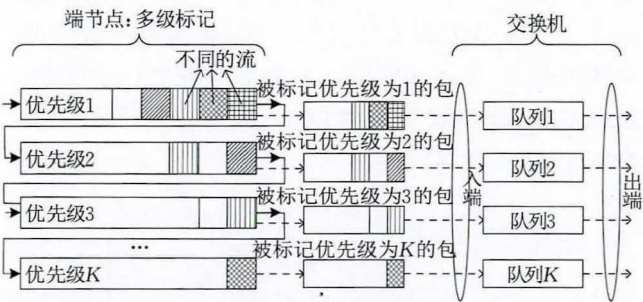 端节点:多级标记
交换机
不同的流
被标记优先级为1的包
优先级1
队列1
被标记优先级为2的包
优先级2
队列2
被标记优先级为3的包
优先级3
队列3
入端
出端
…
被标记优先级为K的包
优先级K
队列K